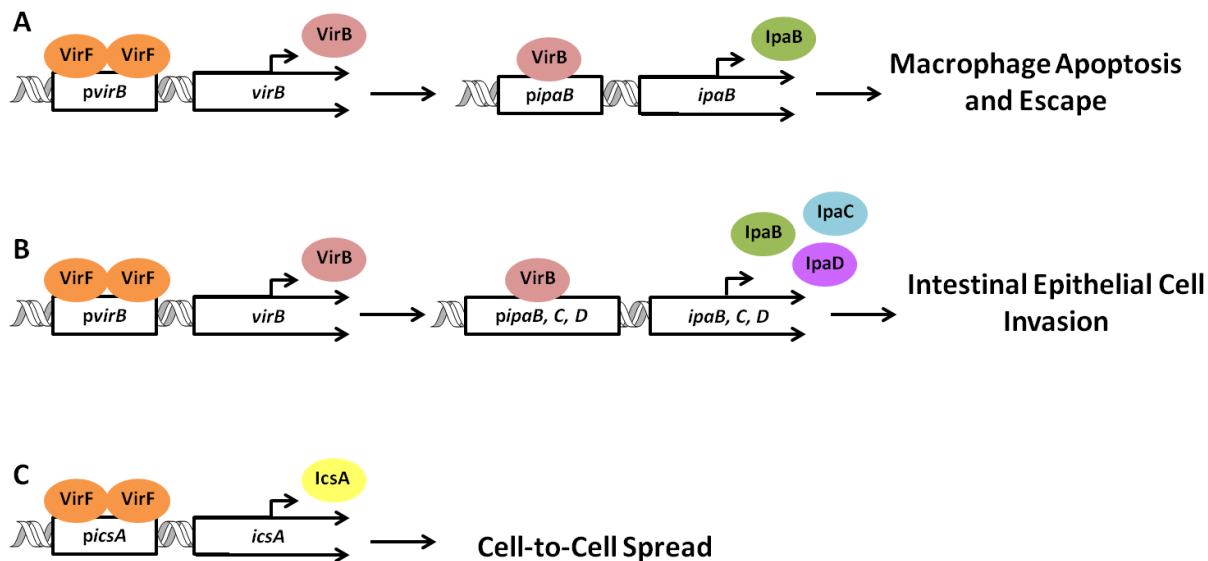 A
VirF VirF
VirB
pvirB
virB
VirB
pipaB
IpaB
ipaB
Macrophage Apoptosis
and Escape
B
VirF VirF
VirB
pvirB
virB
VirB
pipaB, C, D
IpaB
IpaC
IpaD
ipaB, C, D
Intestinal Epithelial Cell
Invasion
C
VirF VirF
IcsA
picsA
icsA
Cell-to-Cell Spread